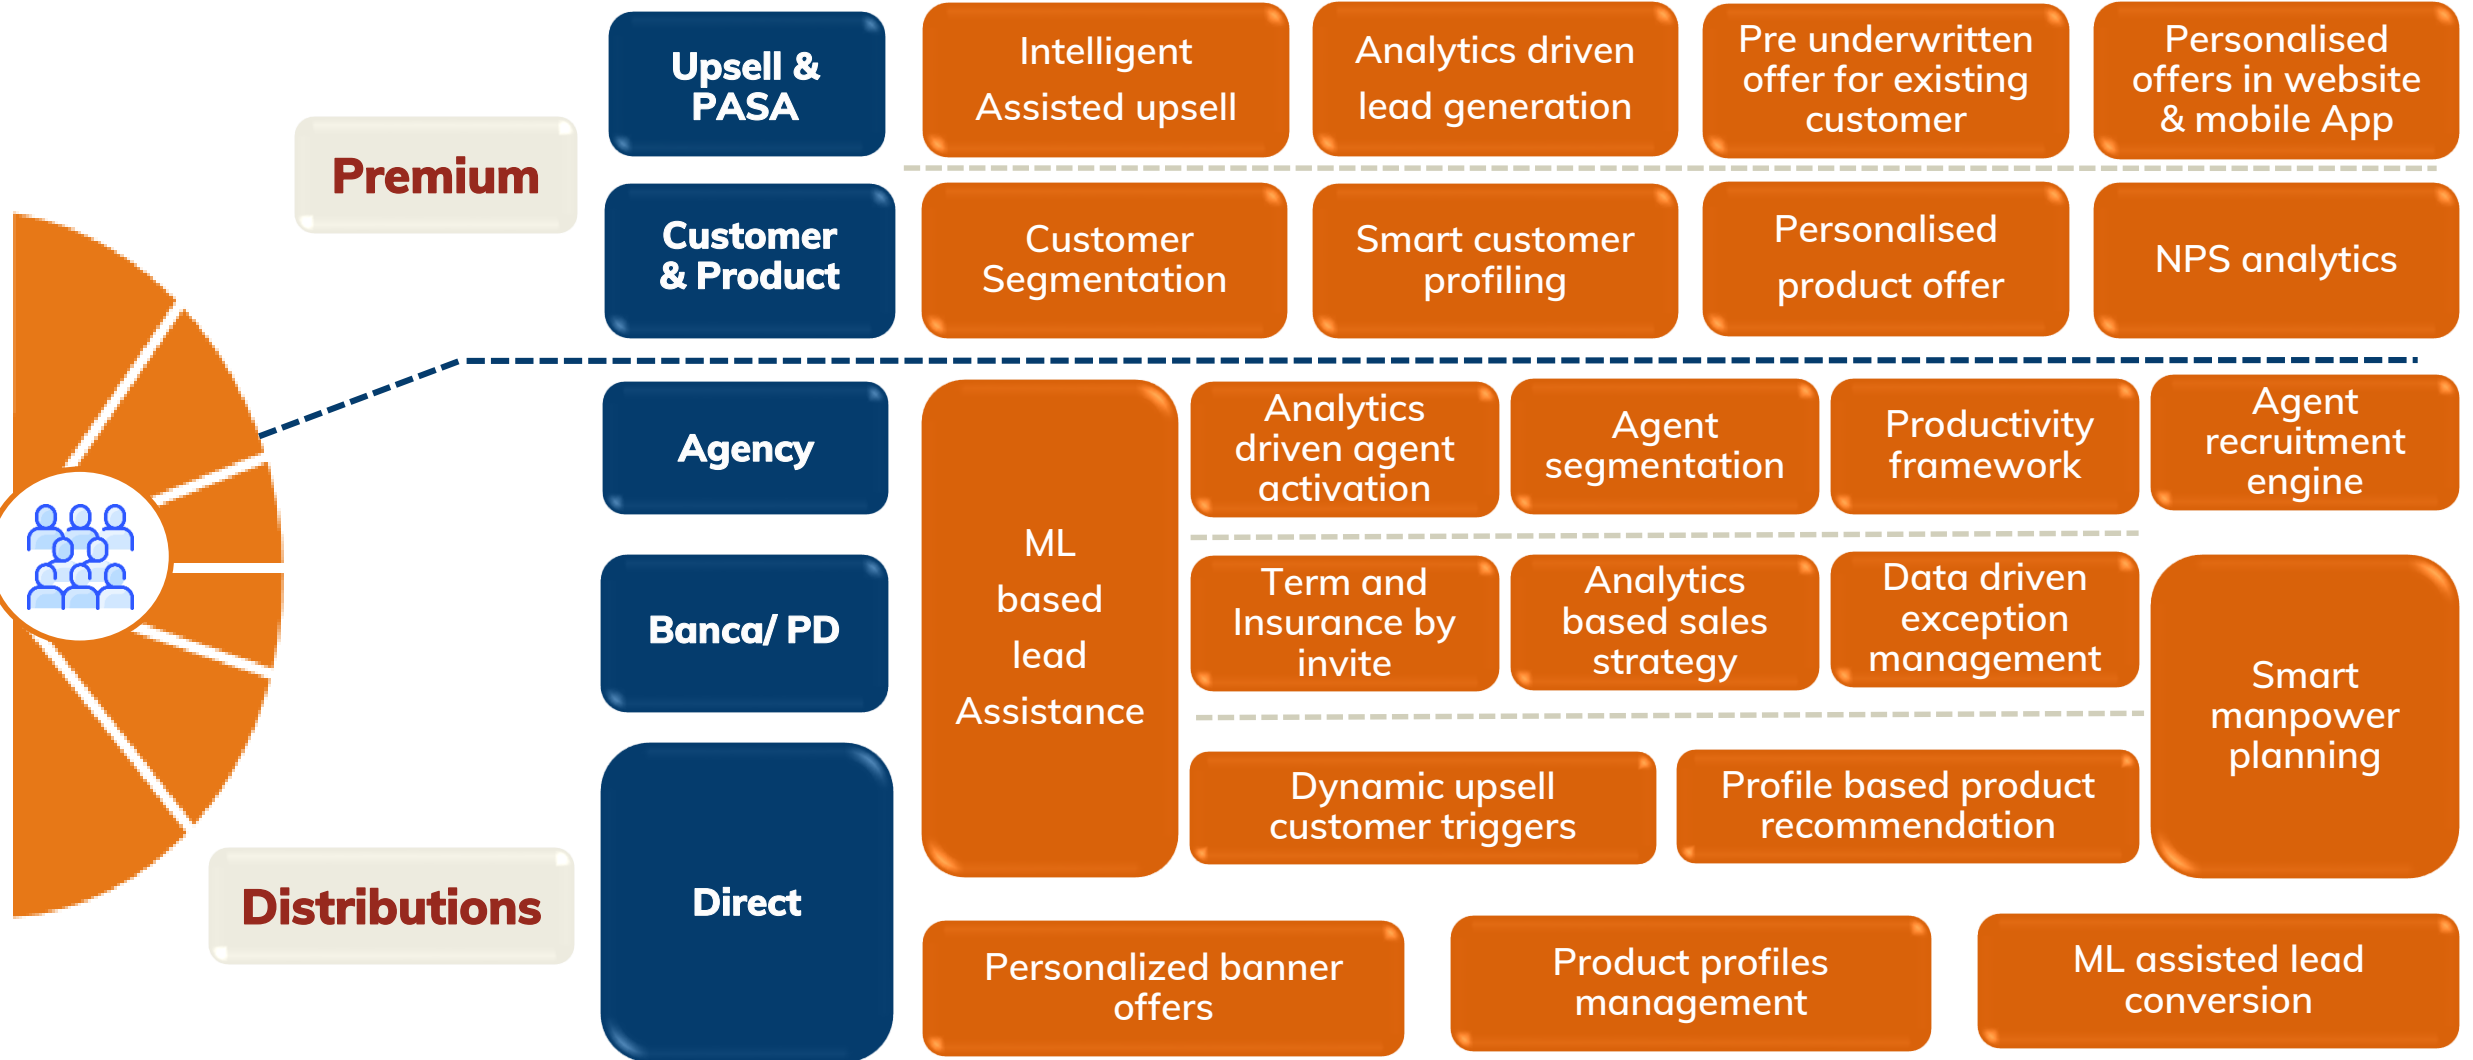 Premium
Upsell &
PASA
Intelligent
Assisted upsell
Analytics driven
lead generation
Pre underwritten
offer for existing
customer
Personalised
offers in website
& mobile App
Customer
& Product
Customer
Segmentation
Smart customer
profiling
Personalised
product offer
NPS analytics
Distributions
Agency
ML
based
lead
Assistance
Analytics
driven agent
activation
Agent
segmentation
Productivity
framework
Agent
recruitment
engine
Banca/ PD
Term and
Insurance by
invite
Analytics
based sales
strategy
Data driven
exception
management
Smart
manpower
planning
Direct
Dynamic upsell
customer triggers
Profile based product
recommendation
Personalized banner
offers
Product profiles
management
ML assisted lead
conversion